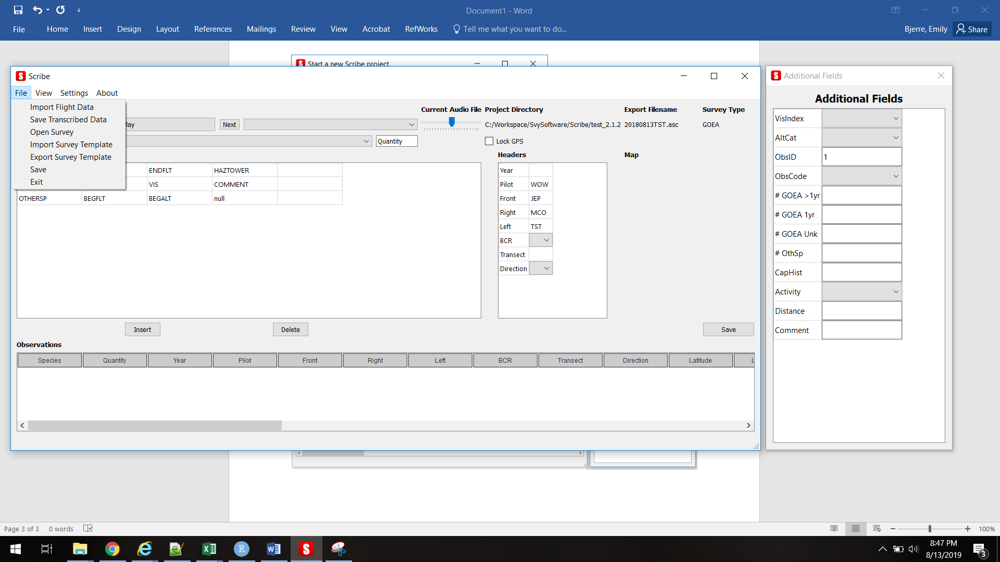 Document1 - Word
File Home Insert Design Layout References Mailings Review View Acrobat RefWorks Tell me what you want to do... Bjerre, Emily Share
Start a new Scribe project
Scribe
File View Settings About
Import Flight Data
Save Transcribed Data
Open Survey
Import Survey Template
Export Survey Template
Save
Exit
Current Audio File Project Directory Export Filename Survey Type
lay Next C:/Workspace/SvySoftware/Scribe/test_2.1.2 20180813TST.asc GOEA
Quantity Lock GPS
Headers Map
ENDFLT HAZTOWER
VIS COMMENT
OTHERSP BEGFLT BEGALT null
Year
Pilot WOW
Front JEP
Right MCO
Left TST
BCR
Transect
Direction
Insert Delete Save
Observations
Species Quantity Year Pilot Front Right Left BCR Transect Direction Latitude L
Additional Fields
Additional Fields
VisIndex
AltCat
ObsID 1
ObsCode
# GOEA >1yr
# GOEA 1yr
# GOEA Unk
# OthSp
CapHist
Activity
Distance
Comment
Page 3 of 3 0 words 100%
8:47 PM
8/13/2019
3